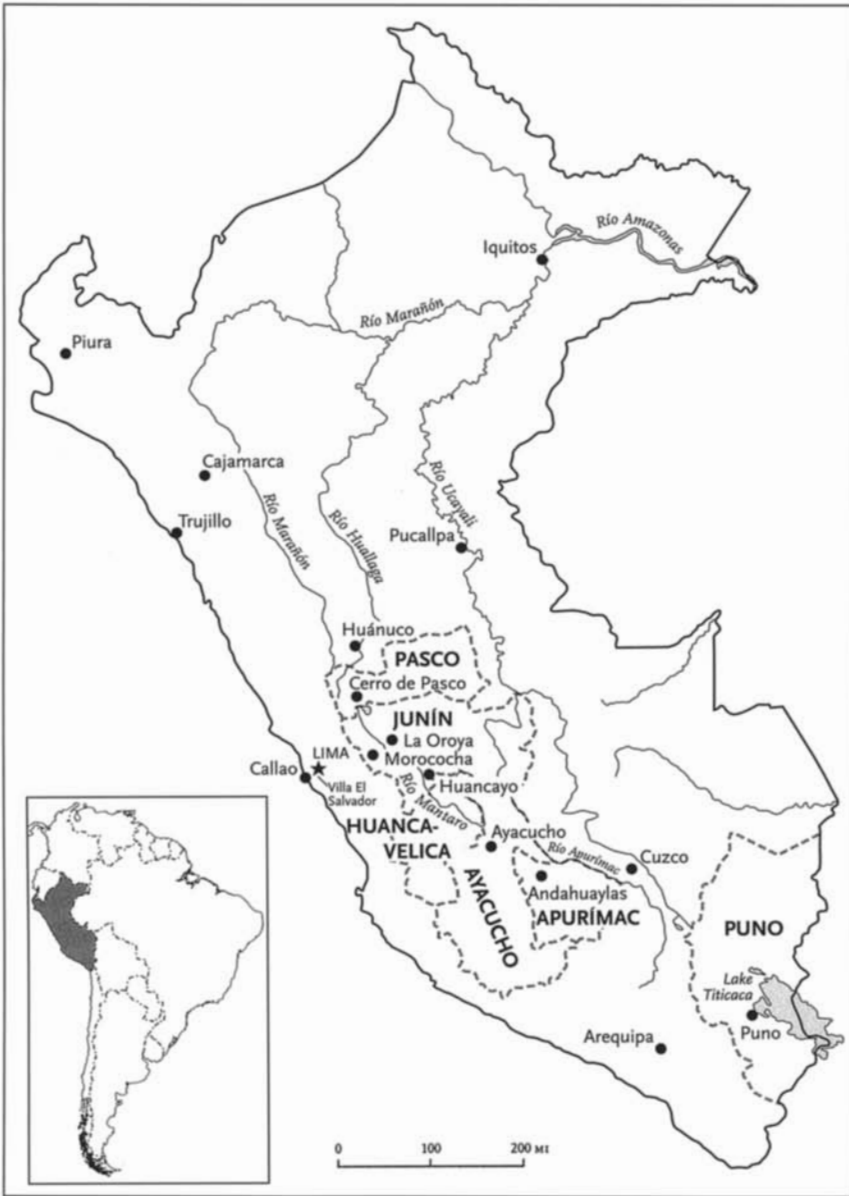 Río Amazonas
Iquitos
Río Marañón
Piura
Cajamarca
Río Marañón
Río Huallaga
Río Ucayali
Trujillo
Pucallpa
Huánuco
PASCO
Cerro de Pasco
JUNÍN
La Oroya
LIMA
Morococha
Callao
Villa El
Salvador
Huancayo
Río Mantaro
HUANCA-
VELICA
Ayacucho
Río Apurímac
Cuzco
AYACUCHO
Andahuaylas
APURÍMAC
PUNO
Lake
Titicaca
Puno
Arequipa
0 100 200 MI